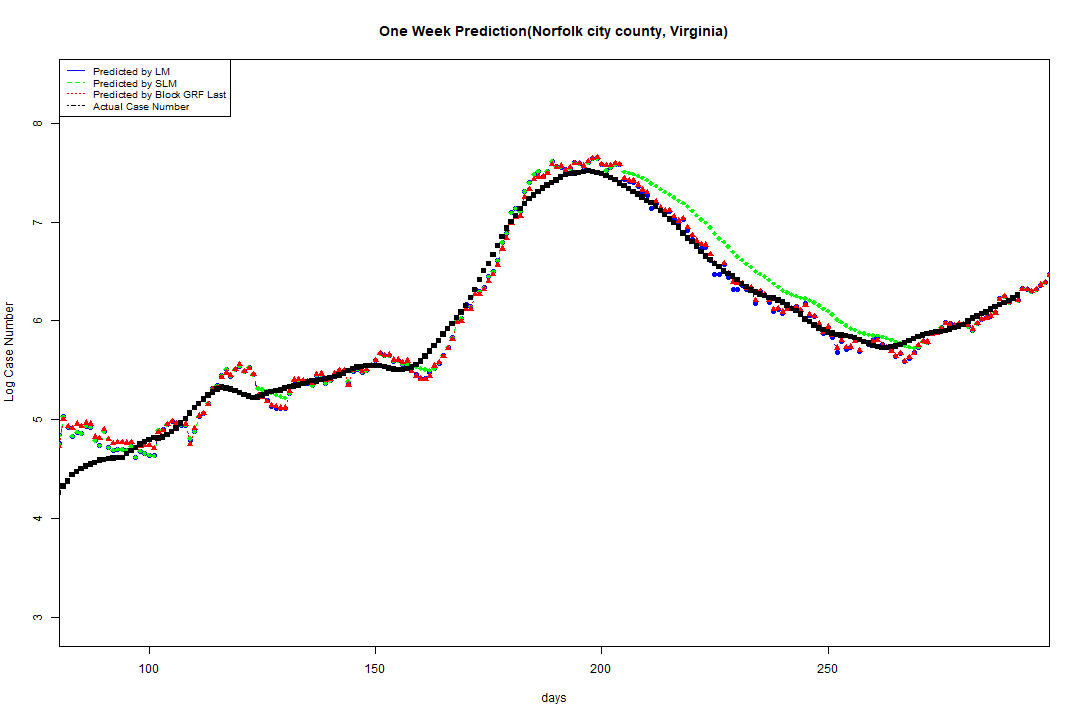 One Week Prediction(Norfolk city county, Virginia)
Predicted by LM
Predicted by SLM
Predicted by Block GRF Last
Actual Case Number
8
7
6
5
4
3
Log Case Number
100 150 200 250
days